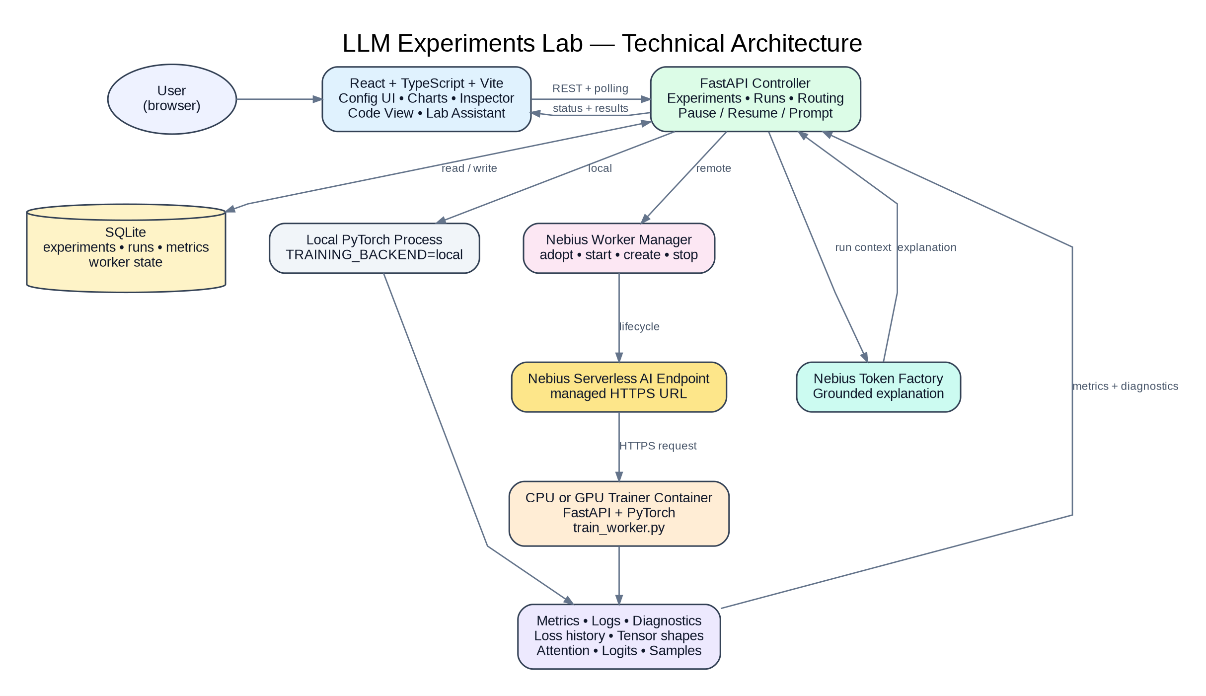 LLM Experiments Lab — Technical Architecture
User
(browser)
React + TypeScript + Vite
Config UI • Charts • Inspector
Code View • Lab Assistant
REST + polling
status + results
FastAPI Controller
Experiments • Runs • Routing
Pause / Resume / Prompt
read / write
local
remote
SQLite
experiments • runs • metrics
worker state
Local PyTorch Process
TRAINING_BACKEND=local
Nebius Worker Manager
adopt • start • create • stop
run context
explanation
lifecycle
Nebius Serverless AI Endpoint
managed HTTPS URL
Nebius Token Factory
Grounded explanation
metrics + diagnostics
HTTPS request
CPU or GPU Trainer Container
FastAPI + PyTorch
train_worker.py
Metrics • Logs • Diagnostics
Loss history • Tensor shapes
Attention • Logits • Samples